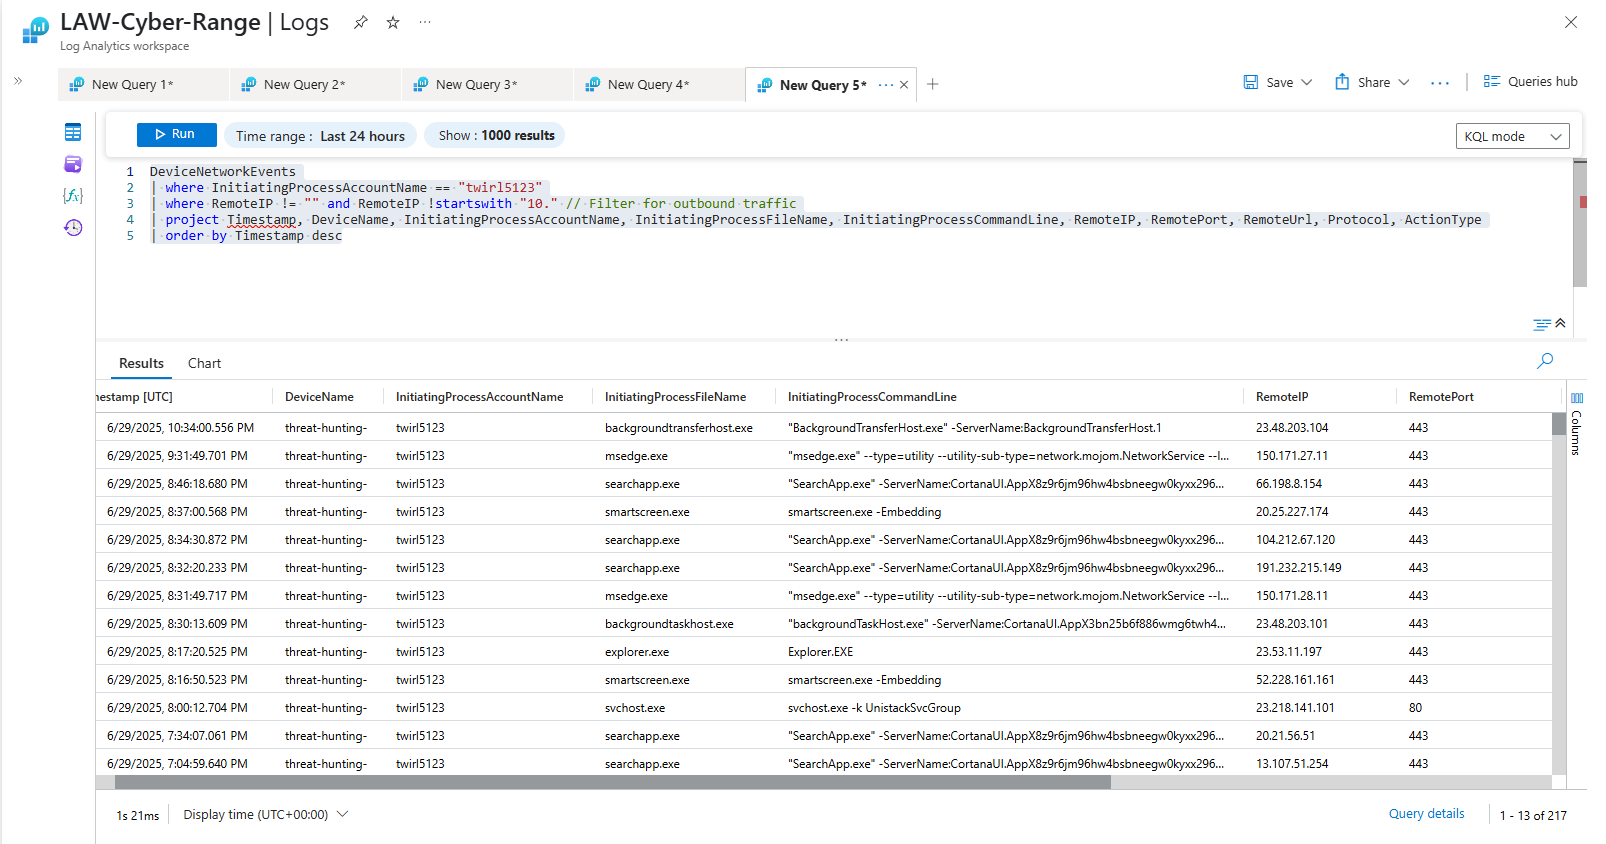 LAW-Cyber-Range | Logs
Log Analytics workspace
New Query 1*
New Query 2*
New Query 3*
New Query 4*
New Query 5*
Save
Share
Queries hub
Run
Time range : Last 24 hours
Show : 1000 results
KQL mode
1 DeviceNetworkEvents
2 | where InitiatingProcessAccountName == "twirl5123"
3 | where RemoteIP != "" and RemoteIP !startswith "10." // Filter for outbound traffic
4 | project Timestamp, DeviceName, InitiatingProcessAccountName, InitiatingProcessFileName, InitiatingProcessCommandLine, RemoteIP, RemotePort, RemoteUrl, Protocol, ActionType
5 | order by Timestamp desc
Results Chart
nestamp [UTC] DeviceName InitiatingProcessAccountName InitiatingProcessFileName InitiatingProcessCommandLine RemoteIP RemotePort
Columns
6/29/2025, 10:34:00.556 PM threat-hunting- twirl5123 backgroundtransferhost.exe "BackgroundTransferHost.exe" -ServerName:BackgroundTransferHost.1 23.48.203.104 443
6/29/2025, 9:31:49.701 PM threat-hunting- twirl5123 msedge.exe "msedge.exe" --type=utility --utility-sub-type=network.mojom.NetworkService --l... 150.171.27.11 443
6/29/2025, 8:46:18.680 PM threat-hunting- twirl5123 searchapp.exe "SearchApp.exe" -ServerName:CortanaUI.AppX8z9r6jm96hw4bsbneegw0kyxx296... 66.198.8.154 443
6/29/2025, 8:37:00.568 PM threat-hunting- twirl5123 smartscreen.exe smartscreen.exe -Embedding 20.25.227.174 443
6/29/2025, 8:34:30.872 PM threat-hunting- twirl5123 searchapp.exe "SearchApp.exe" -ServerName:CortanaUI.AppX8z9r6jm96hw4bsbneegw0kyxx296... 104.212.67.120 443
6/29/2025, 8:32:20.233 PM threat-hunting- twirl5123 searchapp.exe "SearchApp.exe" -ServerName:CortanaUI.AppX8z9r6jm96hw4bsbneegw0kyxx296... 191.232.215.149 443
6/29/2025, 8:31:49.717 PM threat-hunting- twirl5123 msedge.exe "msedge.exe" --type=utility --utility-sub-type=network.mojom.NetworkService --l... 150.171.28.11 443
6/29/2025, 8:30:13.609 PM threat-hunting- twirl5123 backgroundtaskhost.exe "backgroundTaskHost.exe" -ServerName:CortanaUI.AppX3bn25b6f886wmg6twh4... 23.48.203.101 443
6/29/2025, 8:17:20.525 PM threat-hunting- twirl5123 explorer.exe Explorer.EXE 23.53.11.197 443
6/29/2025, 8:16:50.523 PM threat-hunting- twirl5123 smartscreen.exe smartscreen.exe -Embedding 52.228.161.161 443
6/29/2025, 8:00:12.704 PM threat-hunting- twirl5123 svchost.exe svchost.exe -k UnistackSvcGroup 23.218.141.101 80
6/29/2025, 7:34:07.061 PM threat-hunting- twirl5123 searchapp.exe "SearchApp.exe" -ServerName:CortanaUI.AppX8z9r6jm96hw4bsbneegw0kyxx296... 20.21.56.51 443
6/29/2025, 7:04:59.640 PM threat-hunting- twirl5123 searchapp.exe "SearchApp.exe" -ServerName:CortanaUI.AppX8z9r6jm96hw4bsbneegw0kyxx296... 13.107.51.254 443
1s 21ms Display time (UTC+00:00) Query details 1 - 13 of 217